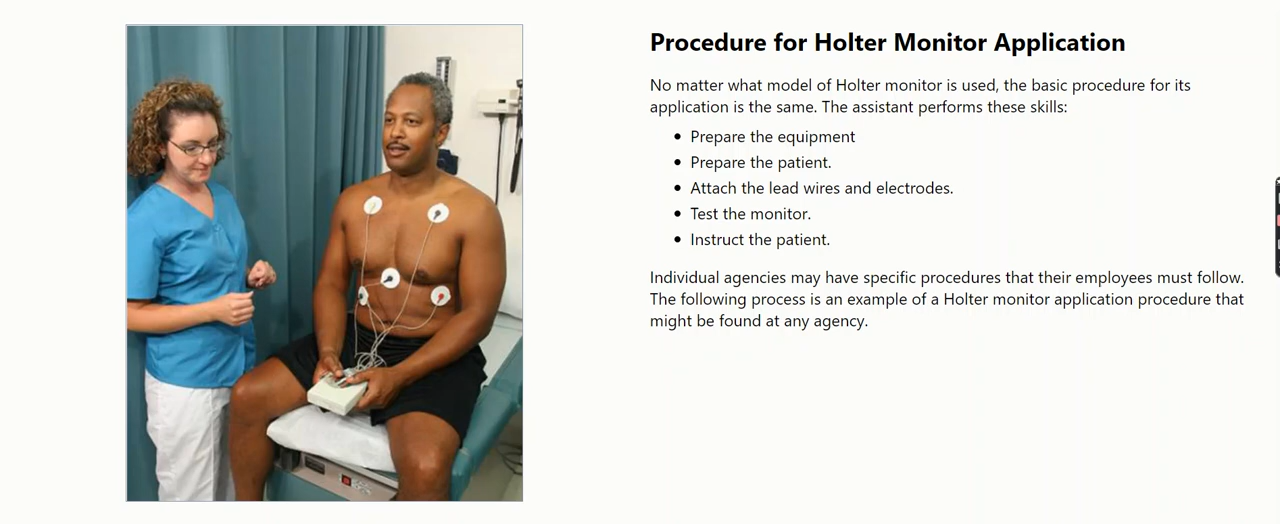 Procedure for Holter Monitor Application
No matter what model of Holter monitor is used, the basic procedure for its
application is the same. The assistant performs these skills:
• Prepare the equipment
• Prepare the patient.
• Attach the lead wires and electrodes.
• Test the monitor.
• Instruct the patient.
Individual agencies may have specific procedures that their employees must follow.
The following process is an example of a Holter monitor application procedure that
might be found at any agency.